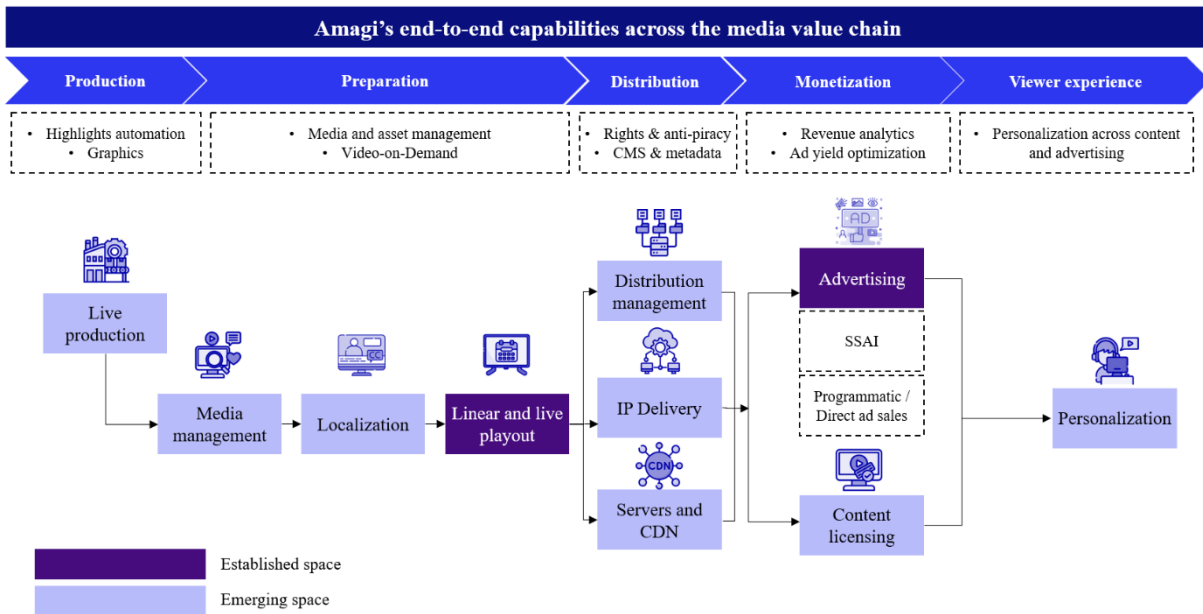 Amagi's end-to-end capabilities across the media value chain
Production
Preparation
Distribution
Monetization
Viewer experience
• Highlights automation
• Graphics
• Media and asset management
• Video-on-Demand
• Rights & anti-piracy
• CMS & metadata
• Revenue analytics
• Ad yield optimization
• Personalization across content
and advertising
Live
production
Media
management
Localization
CC
Linear and live
playout
Distribution
management
IP Delivery
CDN
Servers and
CDN
AD
Advertising
SSAI
Programmatic /
Direct ad sales
Content
licensing
Personalization
Established space
Emerging space